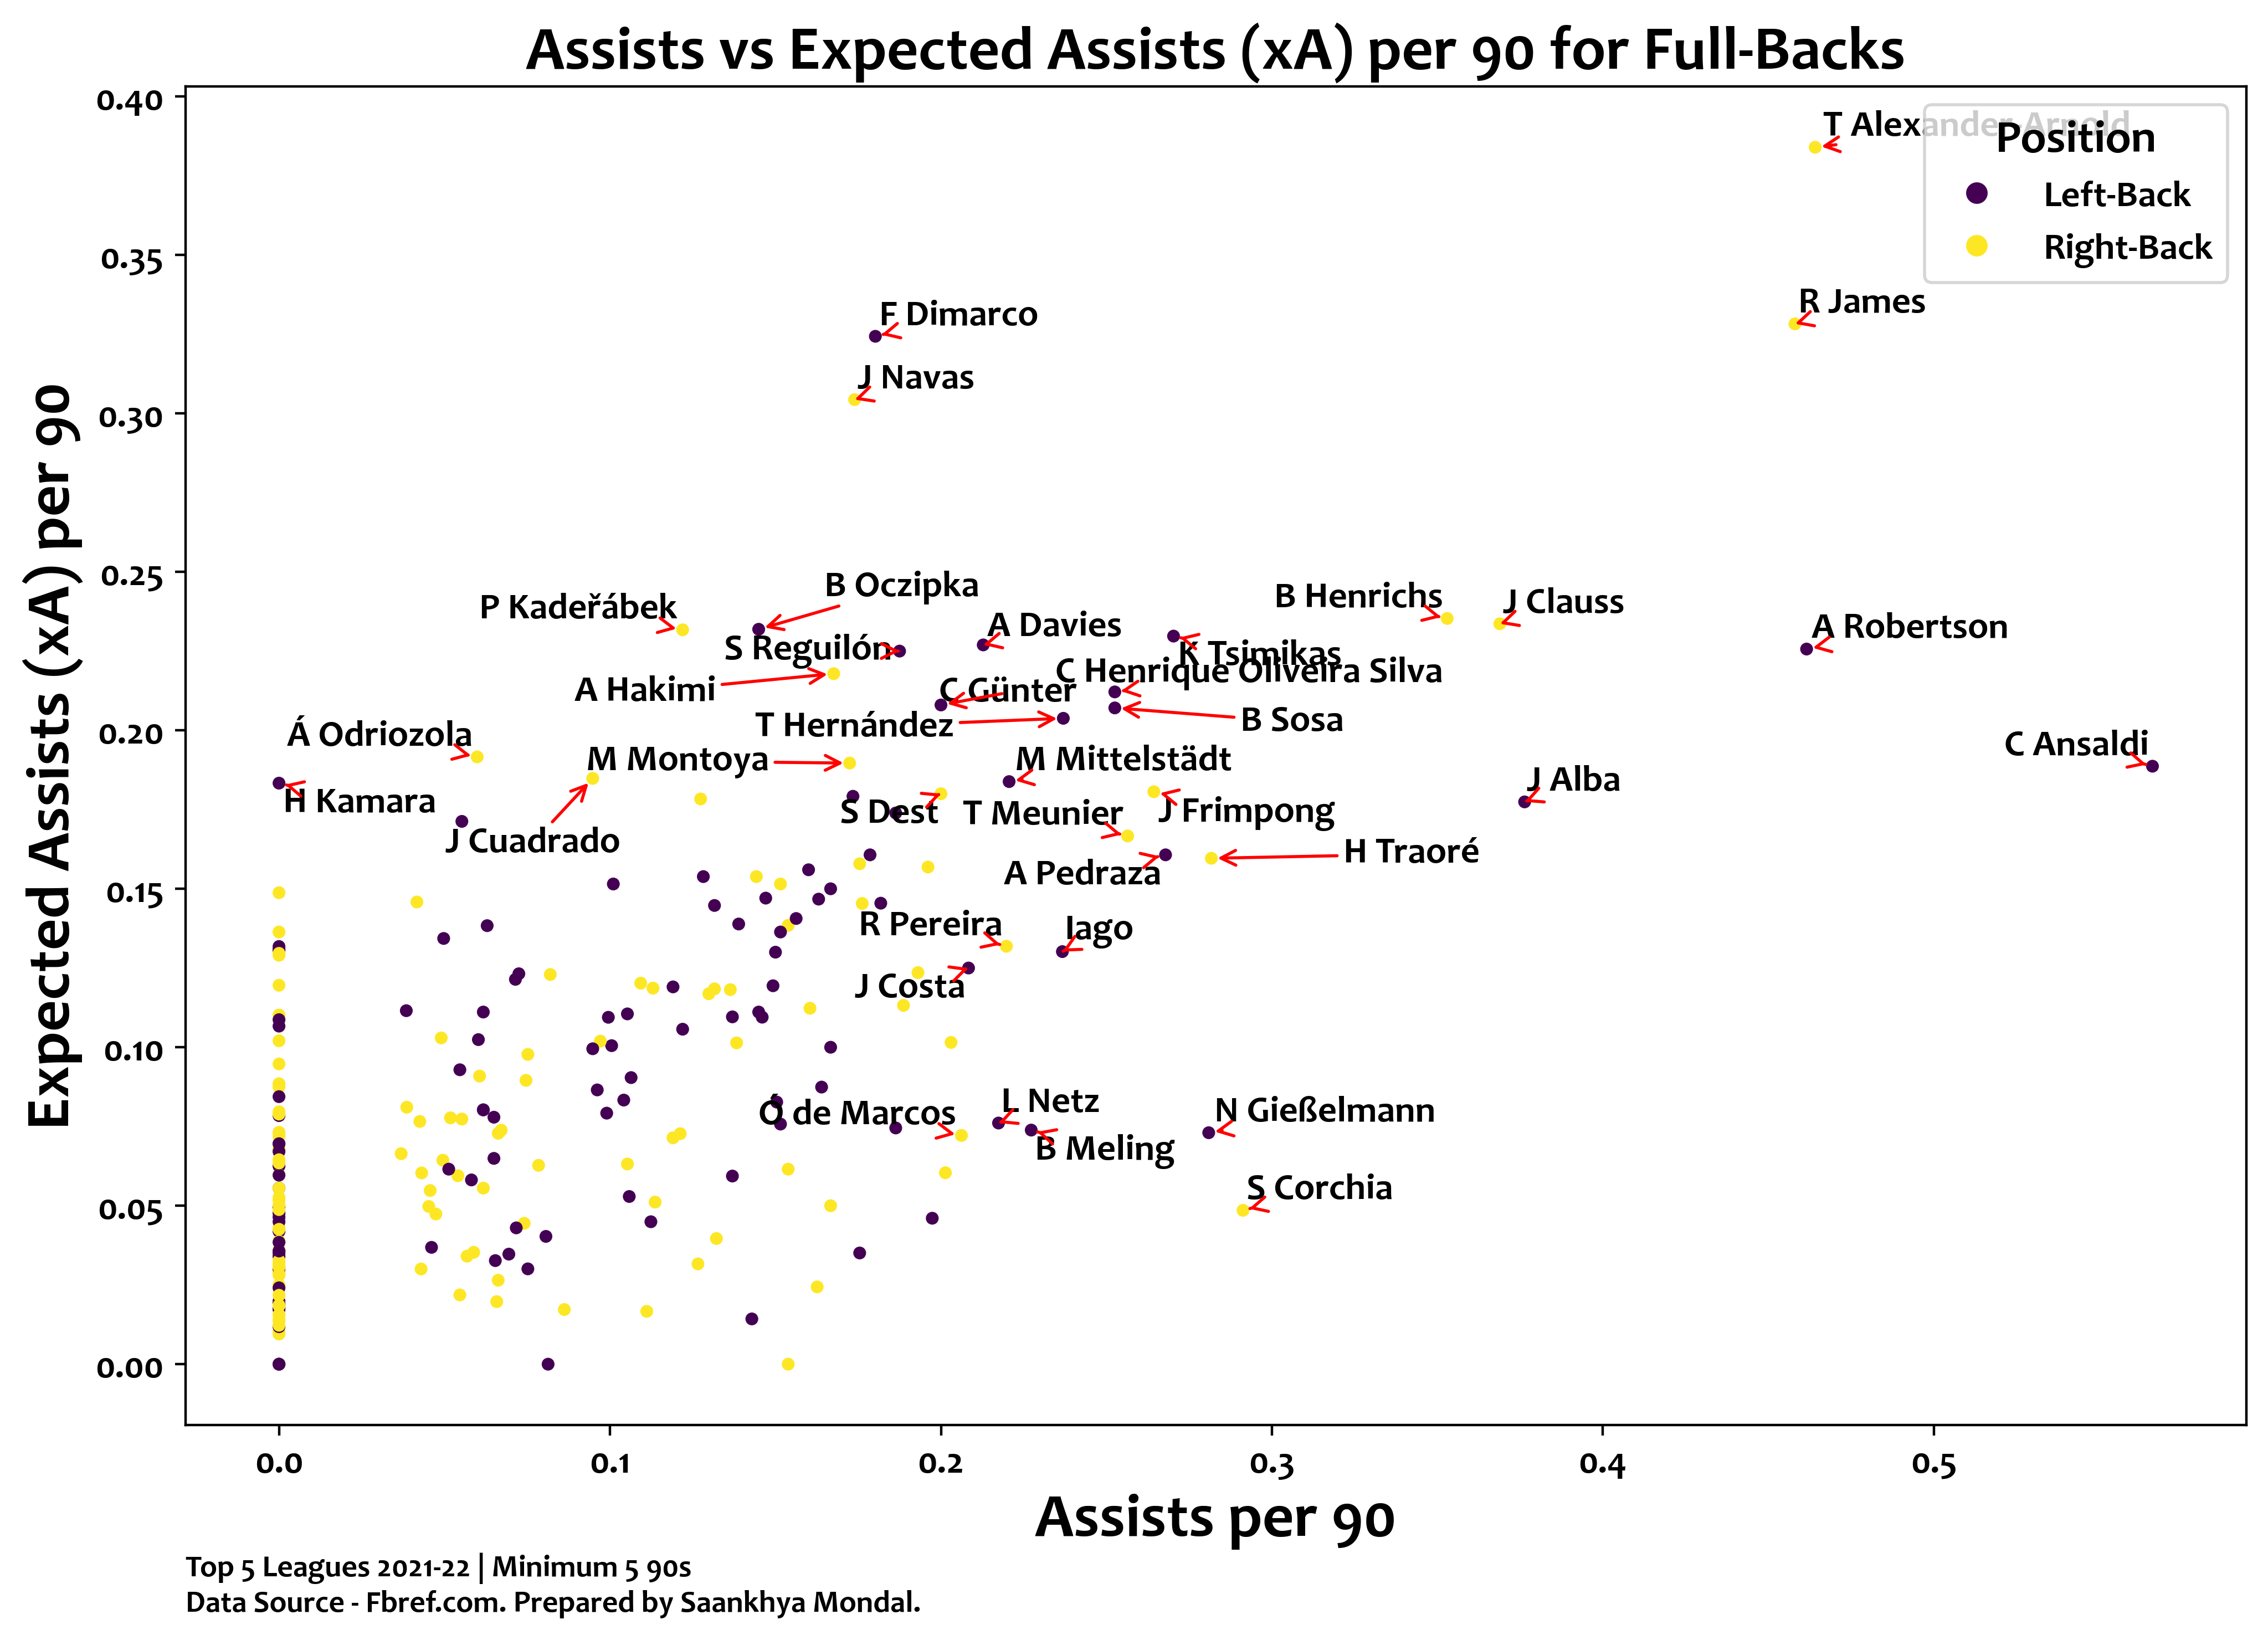 Assists vs Expected Assists (xA) per 90 for Full-Backs
0.40
T Alexander-Arnold
Position
Left-Back
Right-Back
0.35
R James
F Dimarco
J Navas
0.30
Expected Assists (xA) per 90
0.25
B Oczipka
P Kadeřábek
B Henrichs
J Clauss
A Davies
A Robertson
S Reguilón
K Tsimikas
C Henrique Oliveira Silva
A Hakimi
C Günter
T Hernández
B Sosa
0.20
Á Odriozola
C Ansaldi
M Montoya
M Mittelstädt
J Alba
H Kamara
S Dest
T Meunier
J Frimpong
J Cuadrado
H Traoré
A Pedraza
0.15
R Pereira
Iago
J Costa
0.10
L Netz
Ó de Marcos
N Gießelmann
B Meling
S Corchia
0.05
0.00
0.0
0.1
0.2
0.3
0.4
0.5
Assists per 90
Top 5 Leagues 2021-22 | Minimum 5 90s
Data Source - Fbref.com. Prepared by Saankhya Mondal.